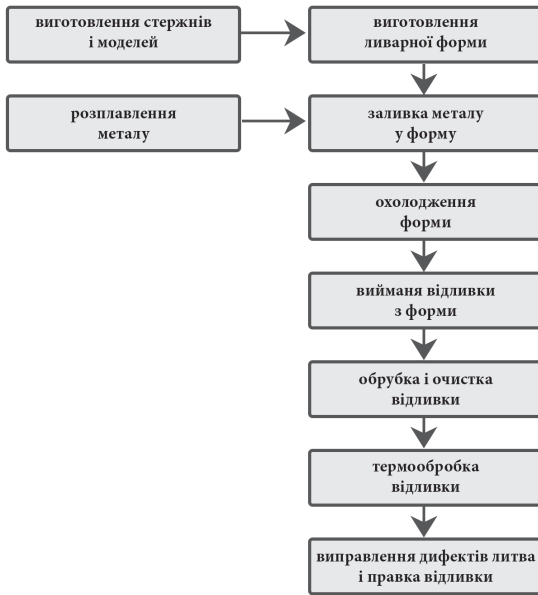 виготовлення стержнів
і моделей
виготовлення
ливарної форми
розплавлення
металу
заливка металу
у форму
охолодження
форми
вийманя відливки
з форми
обрубка і очистка
відливки
термообробка
відливки
виправлення дифектів литва
і правка відливки